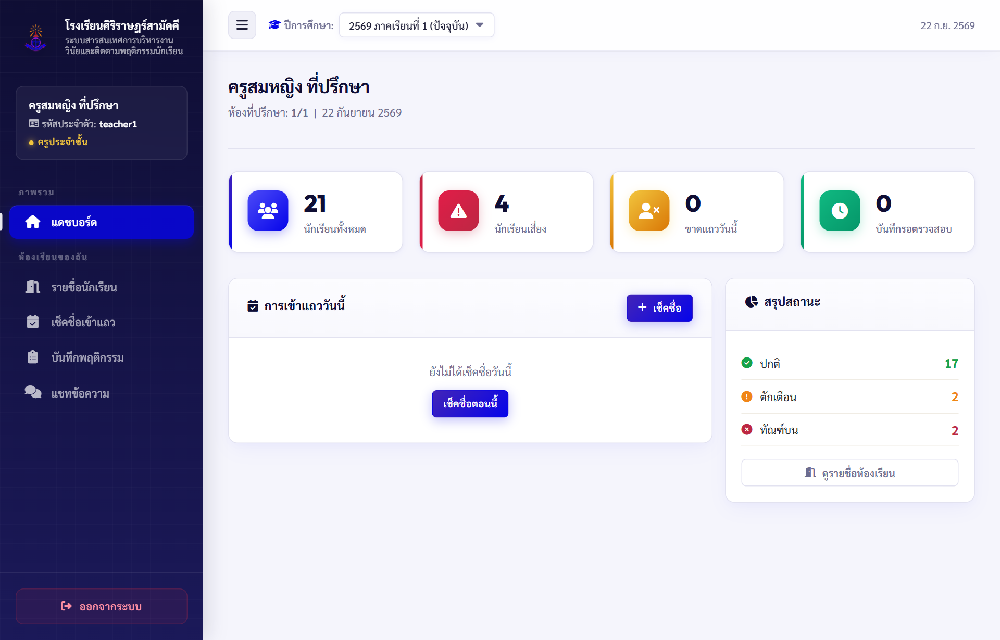 โรงเรียนศิริราษฎร์สามัคคี
ระบบสารสนเทศการบริหารงาน
วินัยและติดตามพฤติกรรมนักเรียน
ครูสมหญิง ที่ปรึกษา
รหัสประจำตัว: teacher1
ครูประจำชั้น
ภาพรวม
แดชบอร์ด
ห้องเรียนของฉัน
รายชื่อนักเรียน
เช็คชื่อเข้าแถว
บันทึกพฤติกรรม
แชทข้อความ
ออกจากระบบ
ปีการศึกษา: 2569 ภาคเรียนที่ 1 (ปัจจุบัน)
22 ก.ย. 2569
ครูสมหญิง ที่ปรึกษา
ห้องที่ปรึกษา: 1/1 | 22 กันยายน 2569
21
นักเรียนทั้งหมด
4
นักเรียนเสี่ยง
0
ขาดแถววันนี้
0
บันทึกรอตรวจสอบ
การเข้าแถววันนี้
เช็คชื่อ
ยังไม่ได้เช็คชื่อวันนี้
เช็คชื่อตอนนี้
สรุปสถานะ
ปกติ 17
ตักเตือน 2
ทัณฑ์บน 2
ดูรายชื่อห้องเรียน